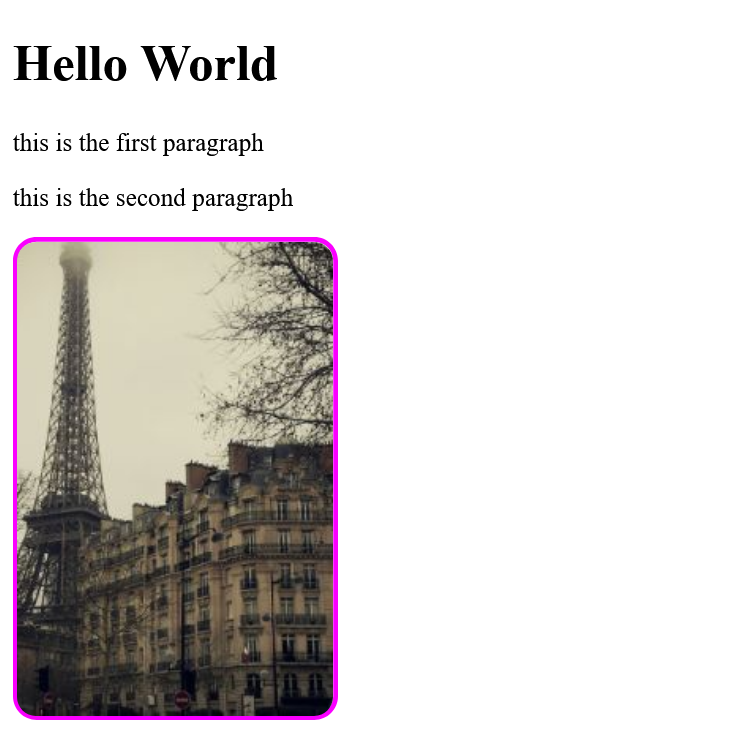 Hello World
this is the first paragraph
this is the second paragraph